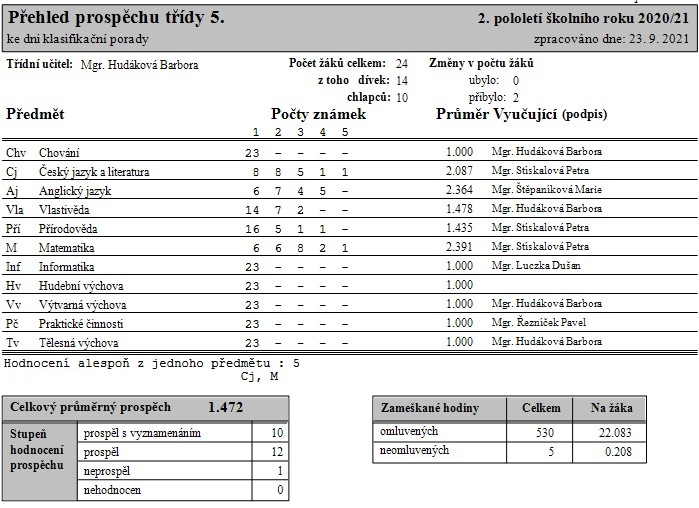 Přehled prospěchu třídy 5. 2. pololetí školního roku 2020/21
ke dni klasifikační porady zpracováno dne: 23. 9. 2021
Třídní učitel: Mgr. Hudáková Barbora Počet žáků celkem: 24 Změny v počtu žáků
z toho dívek: 14 ubylo: 0
chlapců: 10 přibylo: 2
Předmět Počty známek Průměr Vyučující (podpis)
1 2 3 4 5
Chv Chování 23 – – – 1.000 Mgr. Hudáková Barbora
Cj Český jazyk a literatura 8 8 5 1 1 2.087 Mgr. Stiskalová Petra
Aj Anglický jazyk 6 7 4 5 – 2.364 Mgr. Štěpaníková Marie
Vla Vlastivěda 14 7 2 – – 1.478 Mgr. Hudáková Barbora
Pří Přírodověda 16 5 1 1 – 1.435 Mgr. Stiskalová Petra
M Matematika 6 6 8 2 1 2.391 Mgr. Stiskalová Petra
Inf Informatika 23 – – – – 1.000 Mgr. Luczka Dušan
Hv Hudební výchova 23 – – – – 1.000
Vv Výtvarná výchova 23 – – – – 1.000 Mgr. Hudáková Barbora
Pč Praktické činnosti 23 – – – – 1.000 Mgr. Řezníček Pavel
Tv Tělesná výchova 23 – – – – 1.000 Mgr. Hudáková Barbora
Hodnocení alespoň z jednoho předmětu : 5
Cj, M
Celkový průměrný prospěch 1.472
Stupeň hodnocení prospěchu
prospěl s vyznamenáním 10
prospěl 12
neprospěl 1
nehodnocen 0
Zameškané hodiny Celkem Na žáka
omluvených 530 22.083
neomluvených 5 0.208